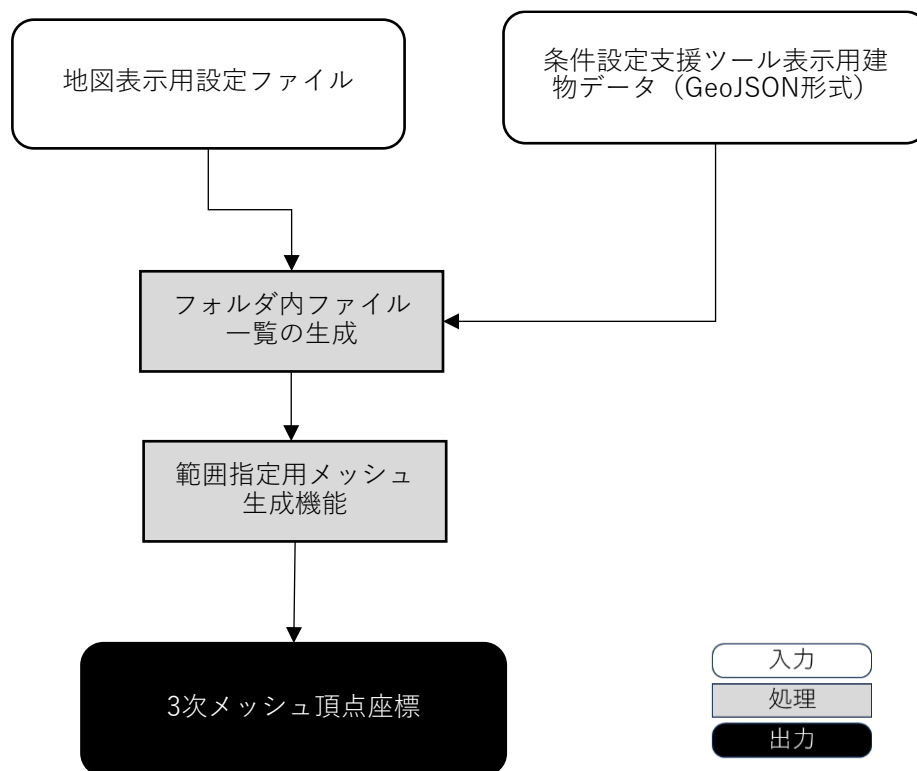 地図表示用設定ファイル
条件設定支援ツール表示用建
物データ（GeoJSON形式）
フォルダ内ファイル
一覧の生成
範囲指定用メッシュ
生成機能
3次メッシュ頂点座標
入力
処理
出力